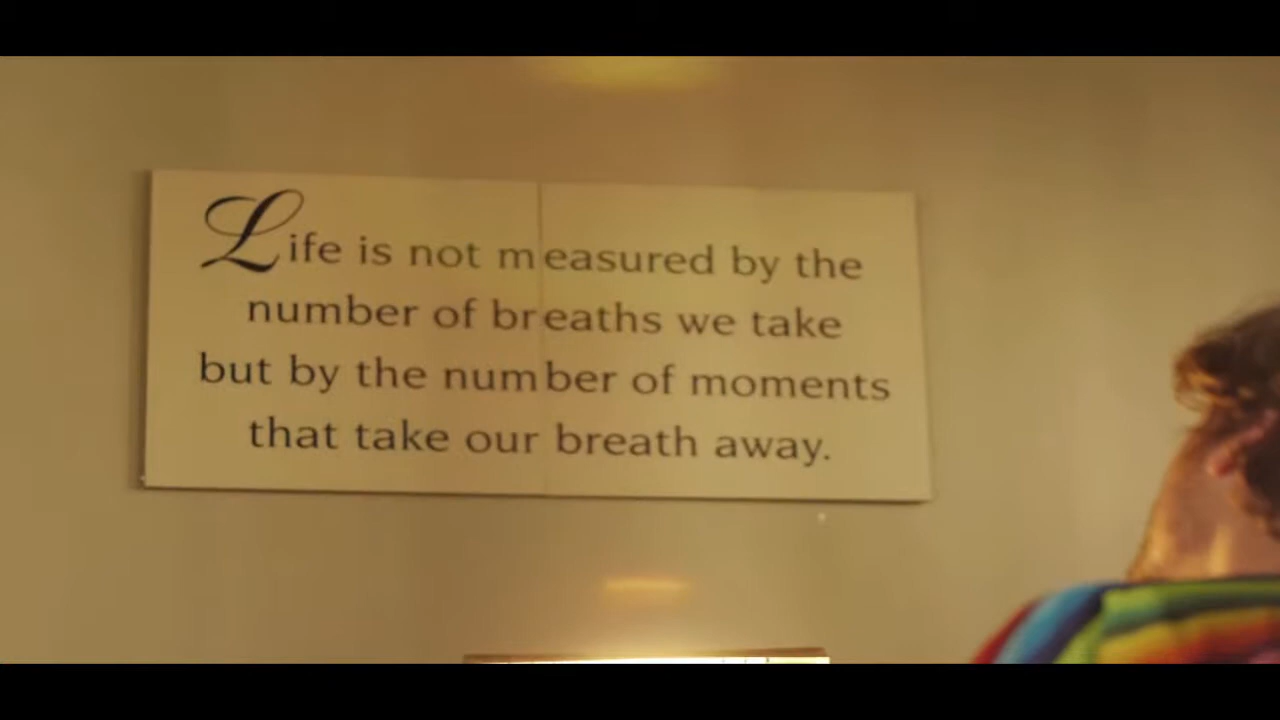 Life is not measured by the
number of breaths we take
but by the number of moments
that take our breath away.